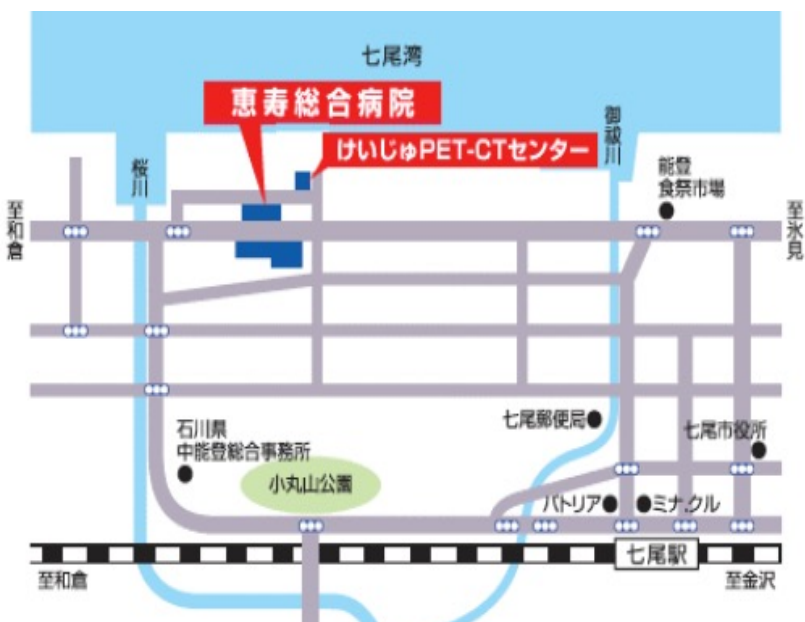 七尾湾
恵寿総合病院
けいじゅPET-CTセンター
御祓川
桜川
能登
食祭市場
至和倉
至氷見
七尾郵便局
石川県
中能登総合事務所
七尾市役所
小丸山公園
パトリア
ミナ.クル
七尾駅
至和倉
至金沢